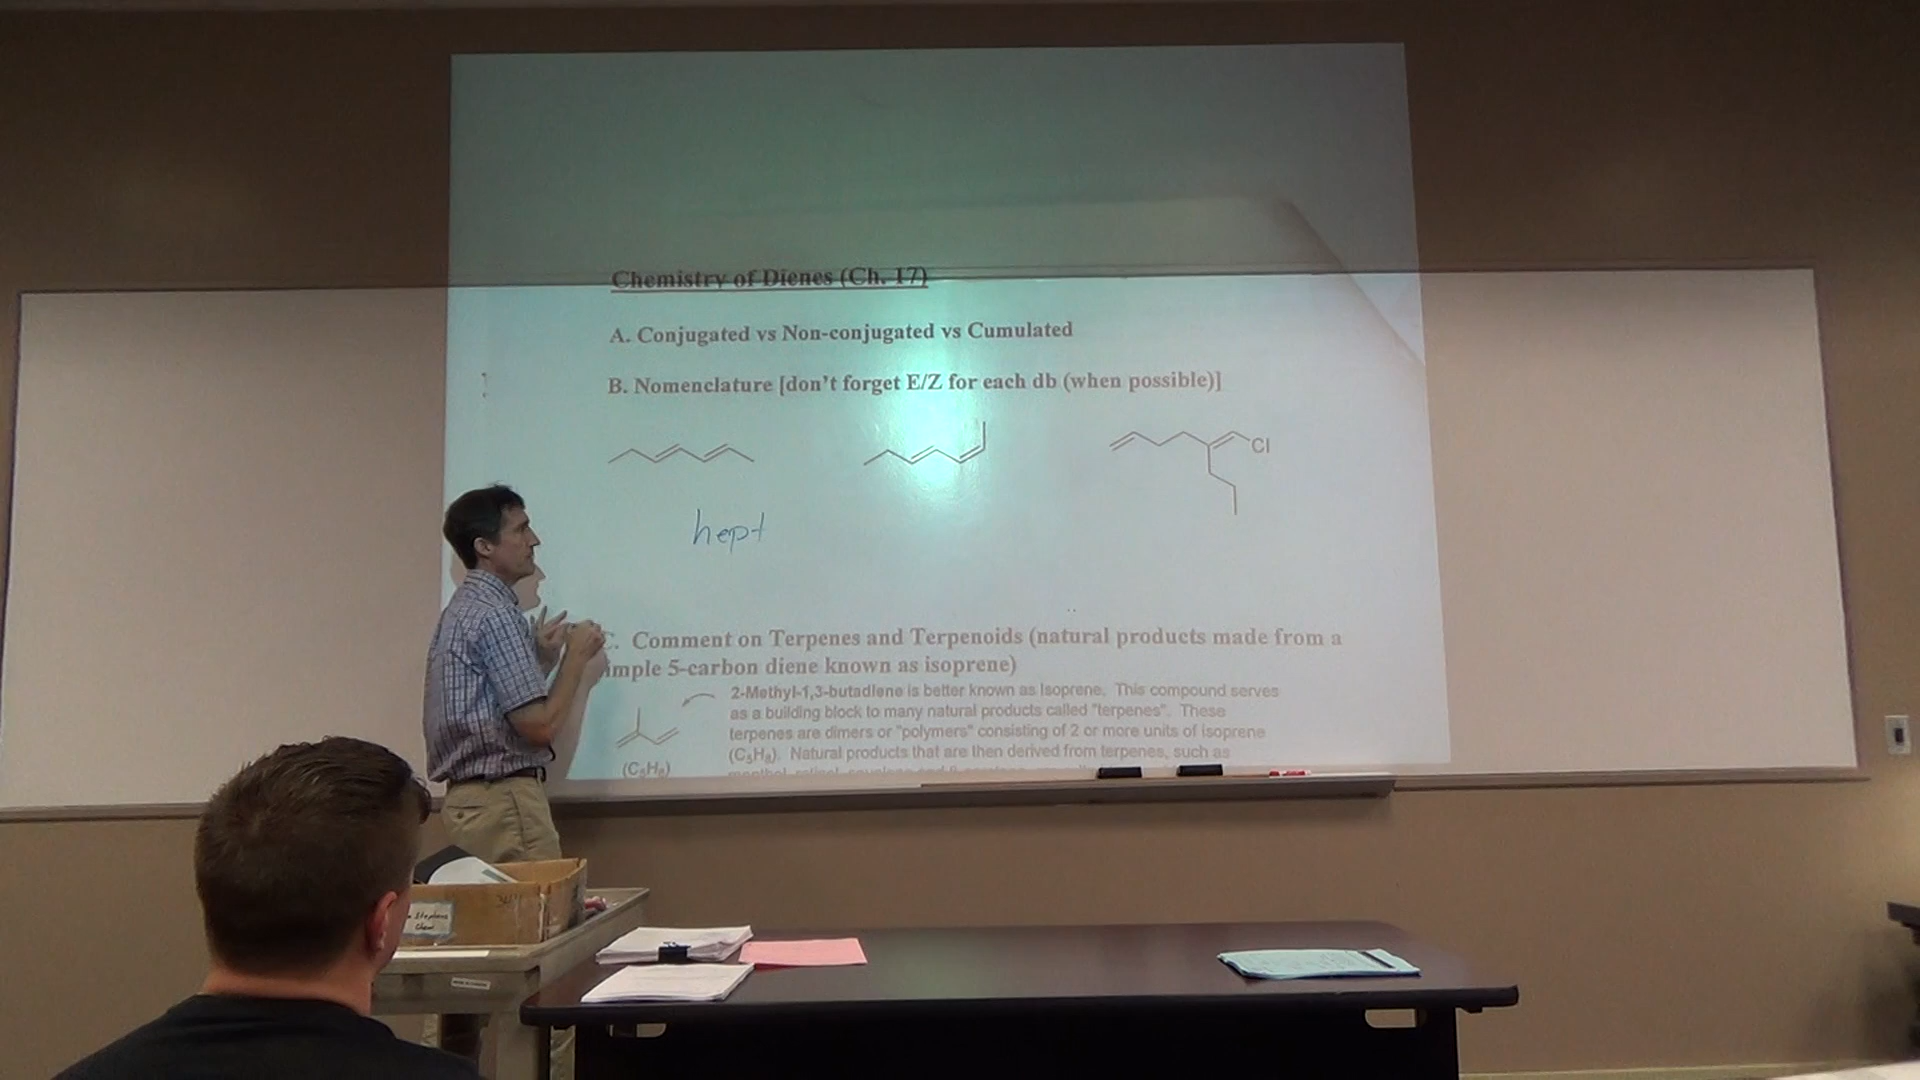 Chemistry of Dienes (Ch. 17)
A. Conjugated vs Non-conjugated vs Cumulated
B. Nomenclature [don't forget E/Z for each db (when possible)]
Cl
hept
C. Comment on Terpenes and Terpenoids (natural products made from a
imple 5-carbon diene known as isoprene)
2-Methyl-1,3-butadiene is better known as Isoprene. This compound serves
as a building block to many natural products called "terpenes". These
terpenes are dimers or "polymers" consisting of 2 or more units of isoprene
(C₅H₈). Natural products that are then derived from terpenes, such as
(C₅H₈)
Stephens
Chem